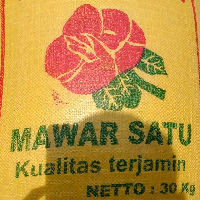 MAWAR SATU
Kualitas terjamin
NETTO : 30 Kg